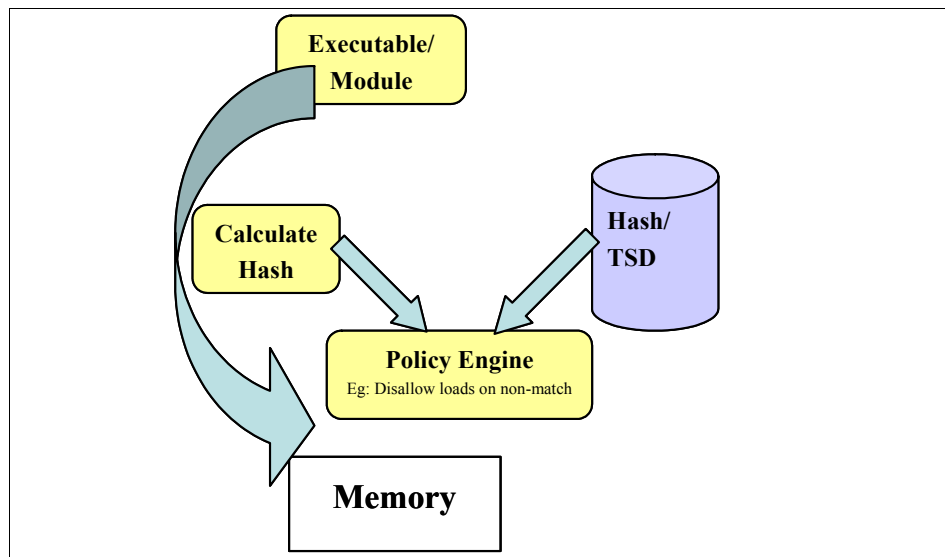 Executable/
Module
Calculate
Hash
Hash/
TSD
Policy Engine
Eg: Disallow loads on non-match
Memory